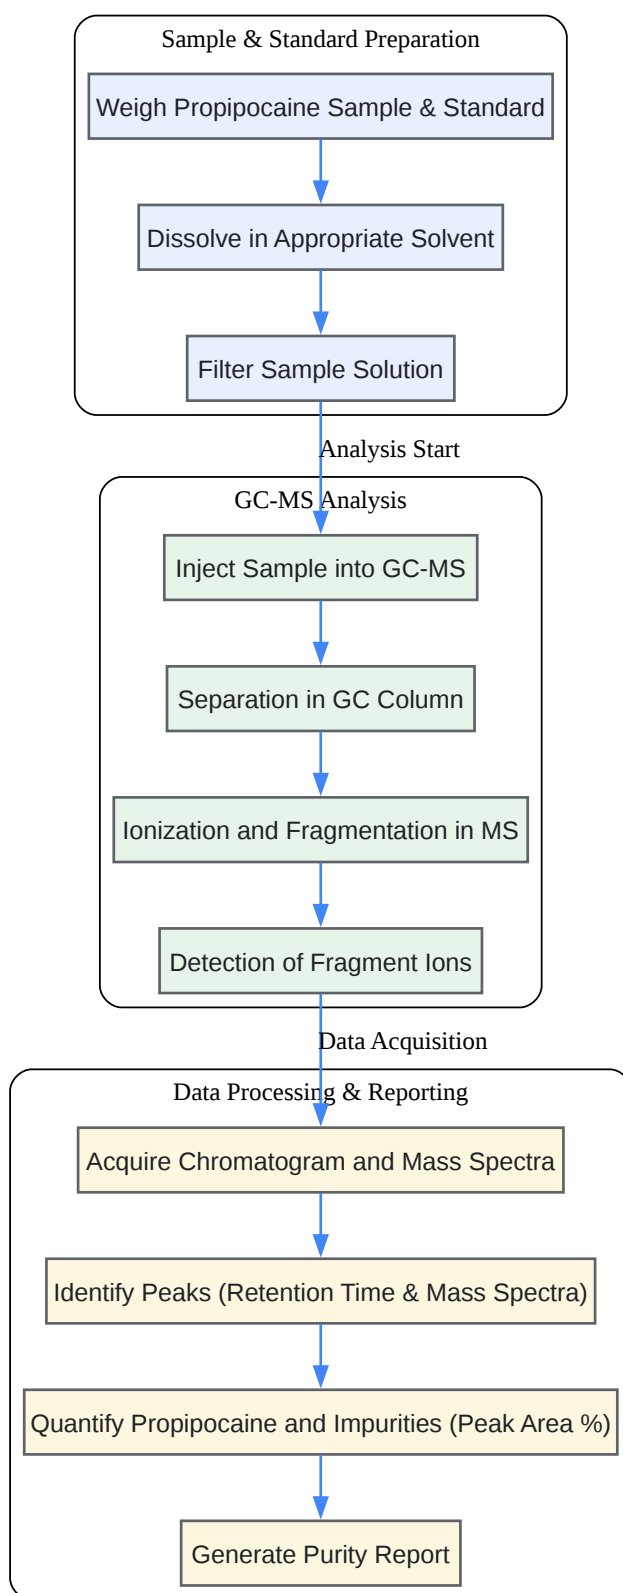 Sample & Standard Preparation
Weigh Propipocaine Sample & Standard
Dissolve in Appropriate Solvent
Filter Sample Solution
Analysis Start
GC-MS Analysis
Inject Sample into GC-MS
Separation in GC Column
Ionization and Fragmentation in MS
Detection of Fragment Ions
Data Acquisition
Data Processing & Reporting
Acquire Chromatogram and Mass Spectra
Identify Peaks (Retention Time & Mass Spectra)
Quantify Propipocaine and Impurities (Peak Area %)
Generate Purity Report